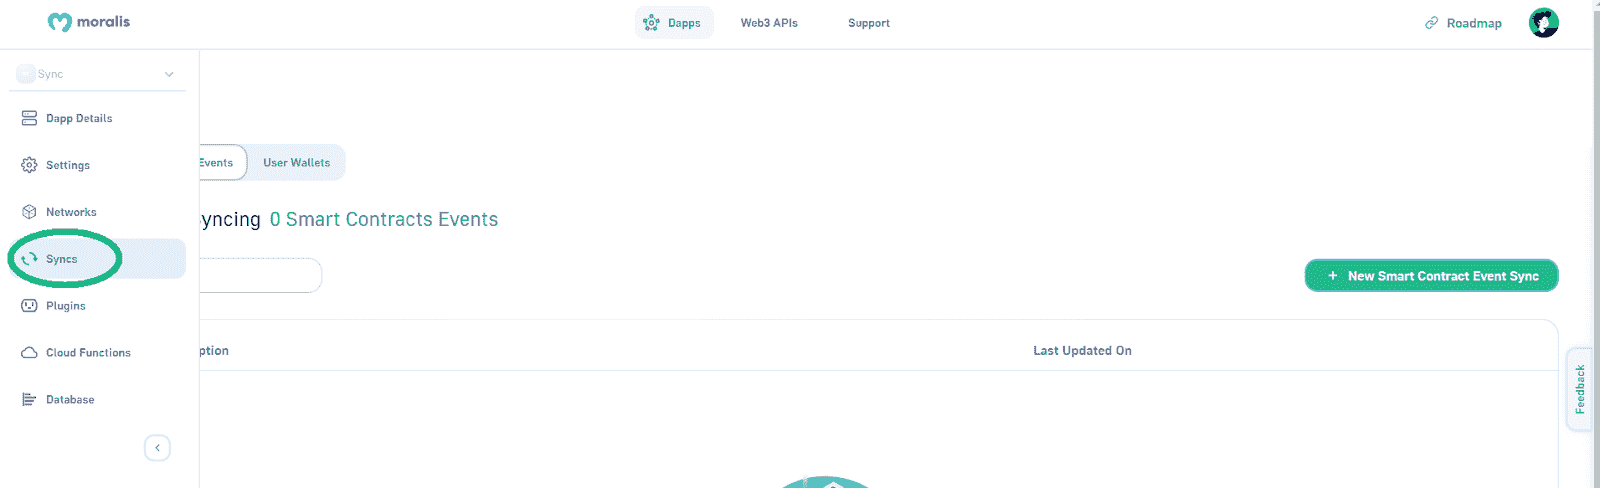 moralis
Dapps
Web3 APIs
Support
Roadmap
Sync
Dapp Details
Settings
Networks
Syncs
Plugins
Cloud Functions
Database
Events
User Wallets
yncing 0 Smart Contracts Events
+ New Smart Contract Event Sync
ption
Last Updated On
Feedback